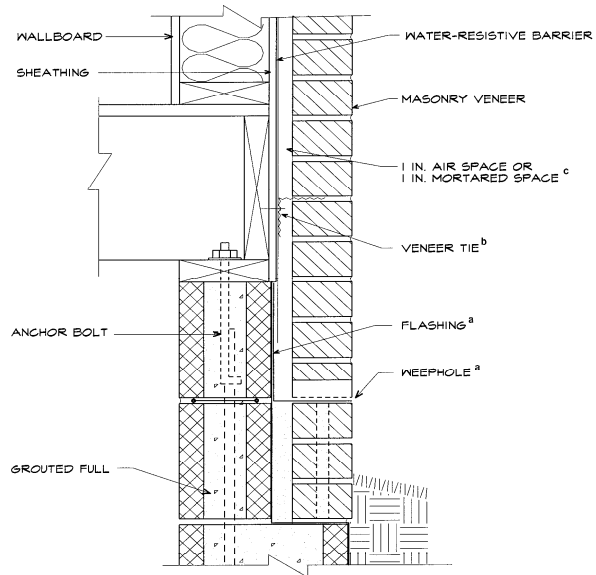 WALLBOARD
SHEATHING
ANCHOR BOLT
GROUTED FULL
WATER-RESISTIVE BARRIER
MASONRY VENEER
1 IN. AIR SPACE OR
1 IN. MORTARED SPACE c
VENEER TIE b
FLASHING a
WEEPHOLE a